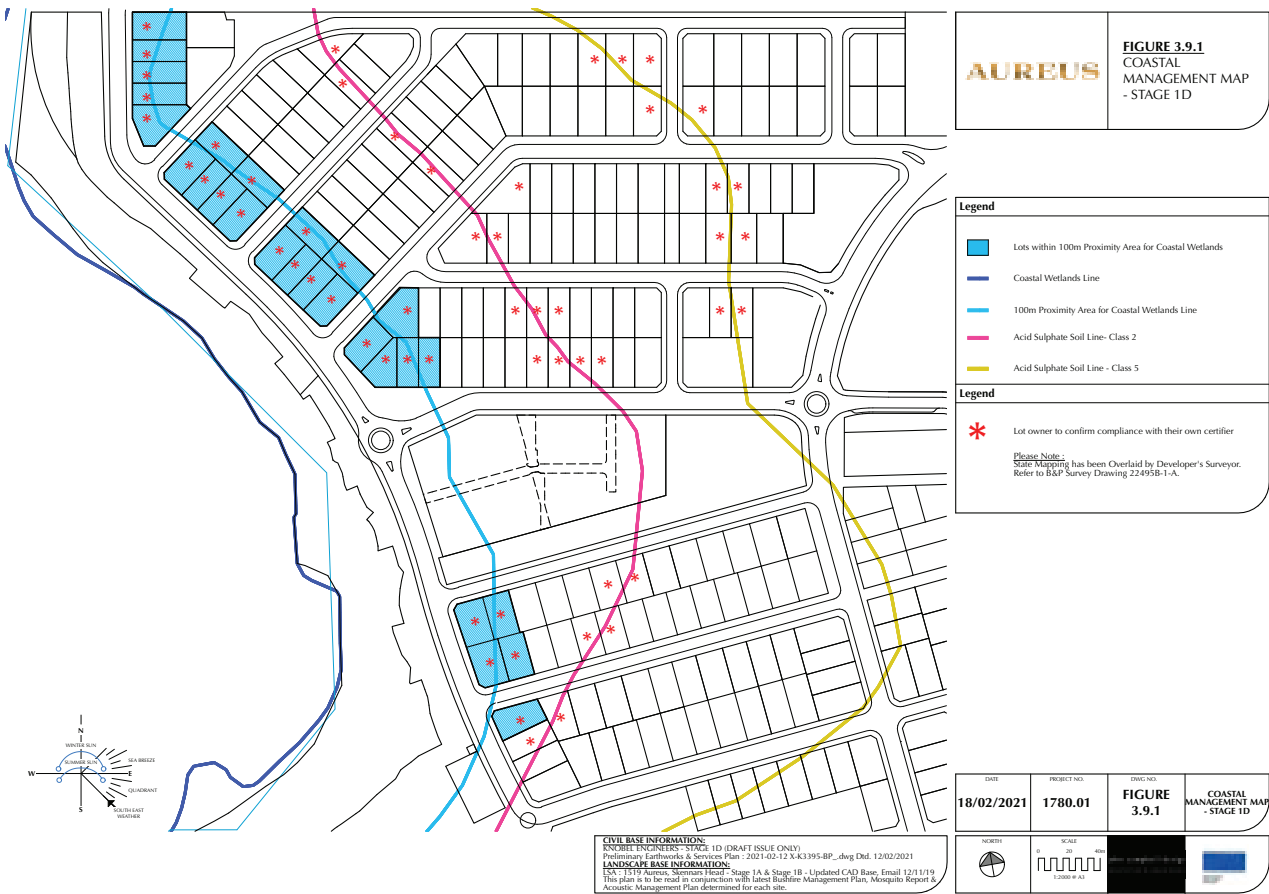 AUREUS
FIGURE 3.9.1
COASTAL
MANAGEMENT MAP
- STAGE 1D
Legend
Lots within 100m Proximity Area for Coastal Wetlands
Coastal Wetlands Line
100m Proximity Area for Coastal Wetlands Line
Acid Sulphate Soil Line- Class 2
Acid Sulphate Soil Line - Class 5
Legend
* Lot owner to confirm compliance with their own certifier
Please Note :
State Mapping has been Overlaid by Developer's Surveyor.
Refer to B&P Survey Drawing 22495B-1-A.
N
WINTER SUN
SUMMER SUN
SEA BREEZE
W
E
QUADRANT
S
SOUTH EAST
WEATHER
CIVIL BASE INFORMATION:
KNOBEL ENGINEERS - STAGE 1D (DRAFT ISSUE ONLY)
Preliminary Earthworks & Services Plan : 2021-02-12 X-K3395-BP_.dwg Dtd. 12/02/2021
LANDSCAPE BASE INFORMATION:
LSA : 1519 Aureus, Skennars Head - Stage 1A & Stage 1B - Updated CAD Base, Email 12/11/19
This plan is to be read in conjunction with latest Bushfire Management Plan, Mosquito Report &
Acoustic Management Plan determined for each site.
DATE
18/02/2021
PROJECT NO.
1780.01
DWG NO.
FIGURE
3.9.1
COASTAL
MANAGEMENT MAP
- STAGE 1D
NORTH
SCALE
0 20 40m
1:2000 @ A3